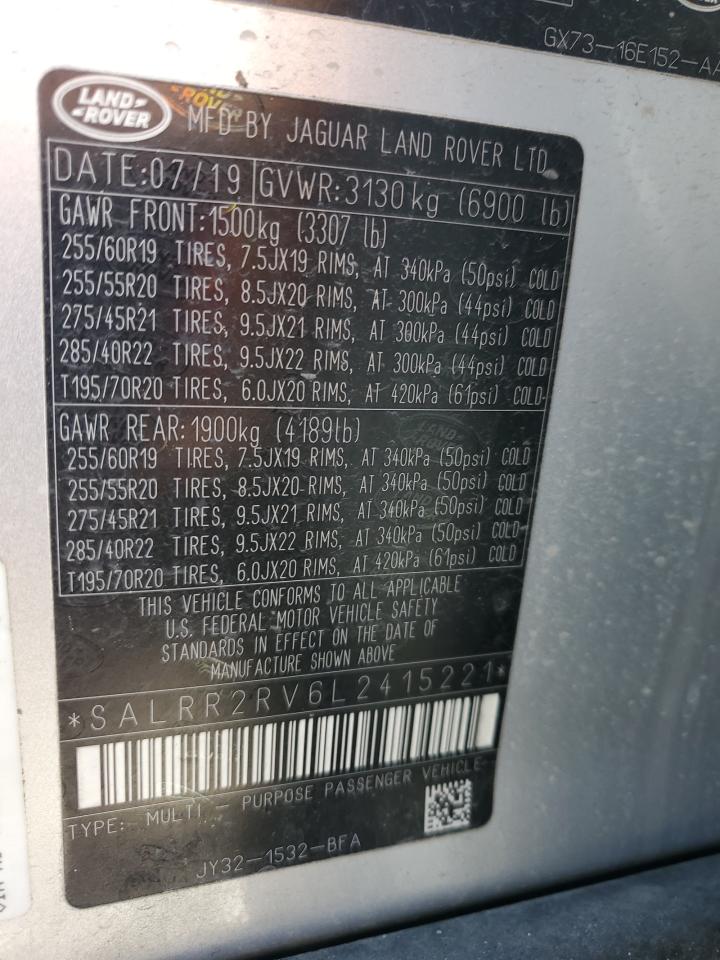 GX73-16E152-AA
LAND-
-ROVER
MFD BY JAGUAR LAND ROVER LTD
DATE:07/19 GVWR:3130kg (6900 lb)
GAWR FRONT:1500kg (3307 lb)
255/60R19 TIRES, 7.5JX19 RIMS, AT 340kPa (50psi) COLD
255/55R20 TIRES, 8.5JX20 RIMS, AT 300kPa (44psi) COLD
275/45R21 TIRES, 9.5JX21 RIMS, AT 300kPa (44psi) COLD
285/40R22 TIRES, 9.5JX22 RIMS, AT 300kPa (44psi) COLD
T195/70R20 TIRES, 6.0JX20 RIMS, AT 420kPa (61psi) COLD
GAWR REAR:1900kg (4189lb)
255/60R19 TIRES, 7.5JX19 RIMS, AT 340kPa (50psi) COLD
255/55R20 TIRES, 8.5JX20 RIMS, AT 340kPa (50psi) COLD
275/45R21 TIRES, 9.5JX21 RIMS, AT 340kPa (50psi) COLD
285/40R22 TIRES, 9.5JX22 RIMS, AT 340kPa (50psi) COLD
T195/70R20 TIRES, 6.0JX20 RIMS, AT 420kPa (61psi) COLD
THIS VEHICLE CONFORMS TO ALL APPLICABLE
U.S. FEDERAL MOTOR VEHICLE SAFETY
STANDARDS IN EFFECT ON THE DATE OF
MANUFACTURE SHOWN ABOVE
*SALRR2RV6L2415221*
TYPE: MULTI - PURPOSE PASSENGER VEHICLE
JY32-1532-BFA